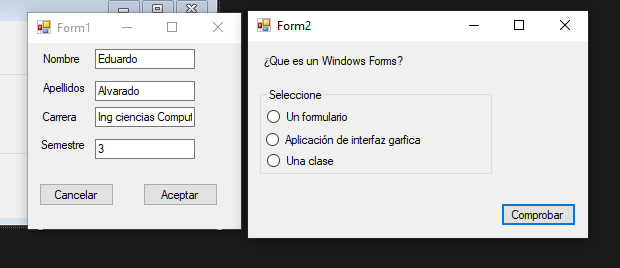 Form1
Nombre Eduardo
Apellidos Alvarado
Carrera Ing ciencias Comput
Semestre 3
Cancelar Aceptar
Form2
¿Que es un Windows Forms?
Seleccione
Un formulario
Aplicación de interfaz garfica
Una clase
Comprobar